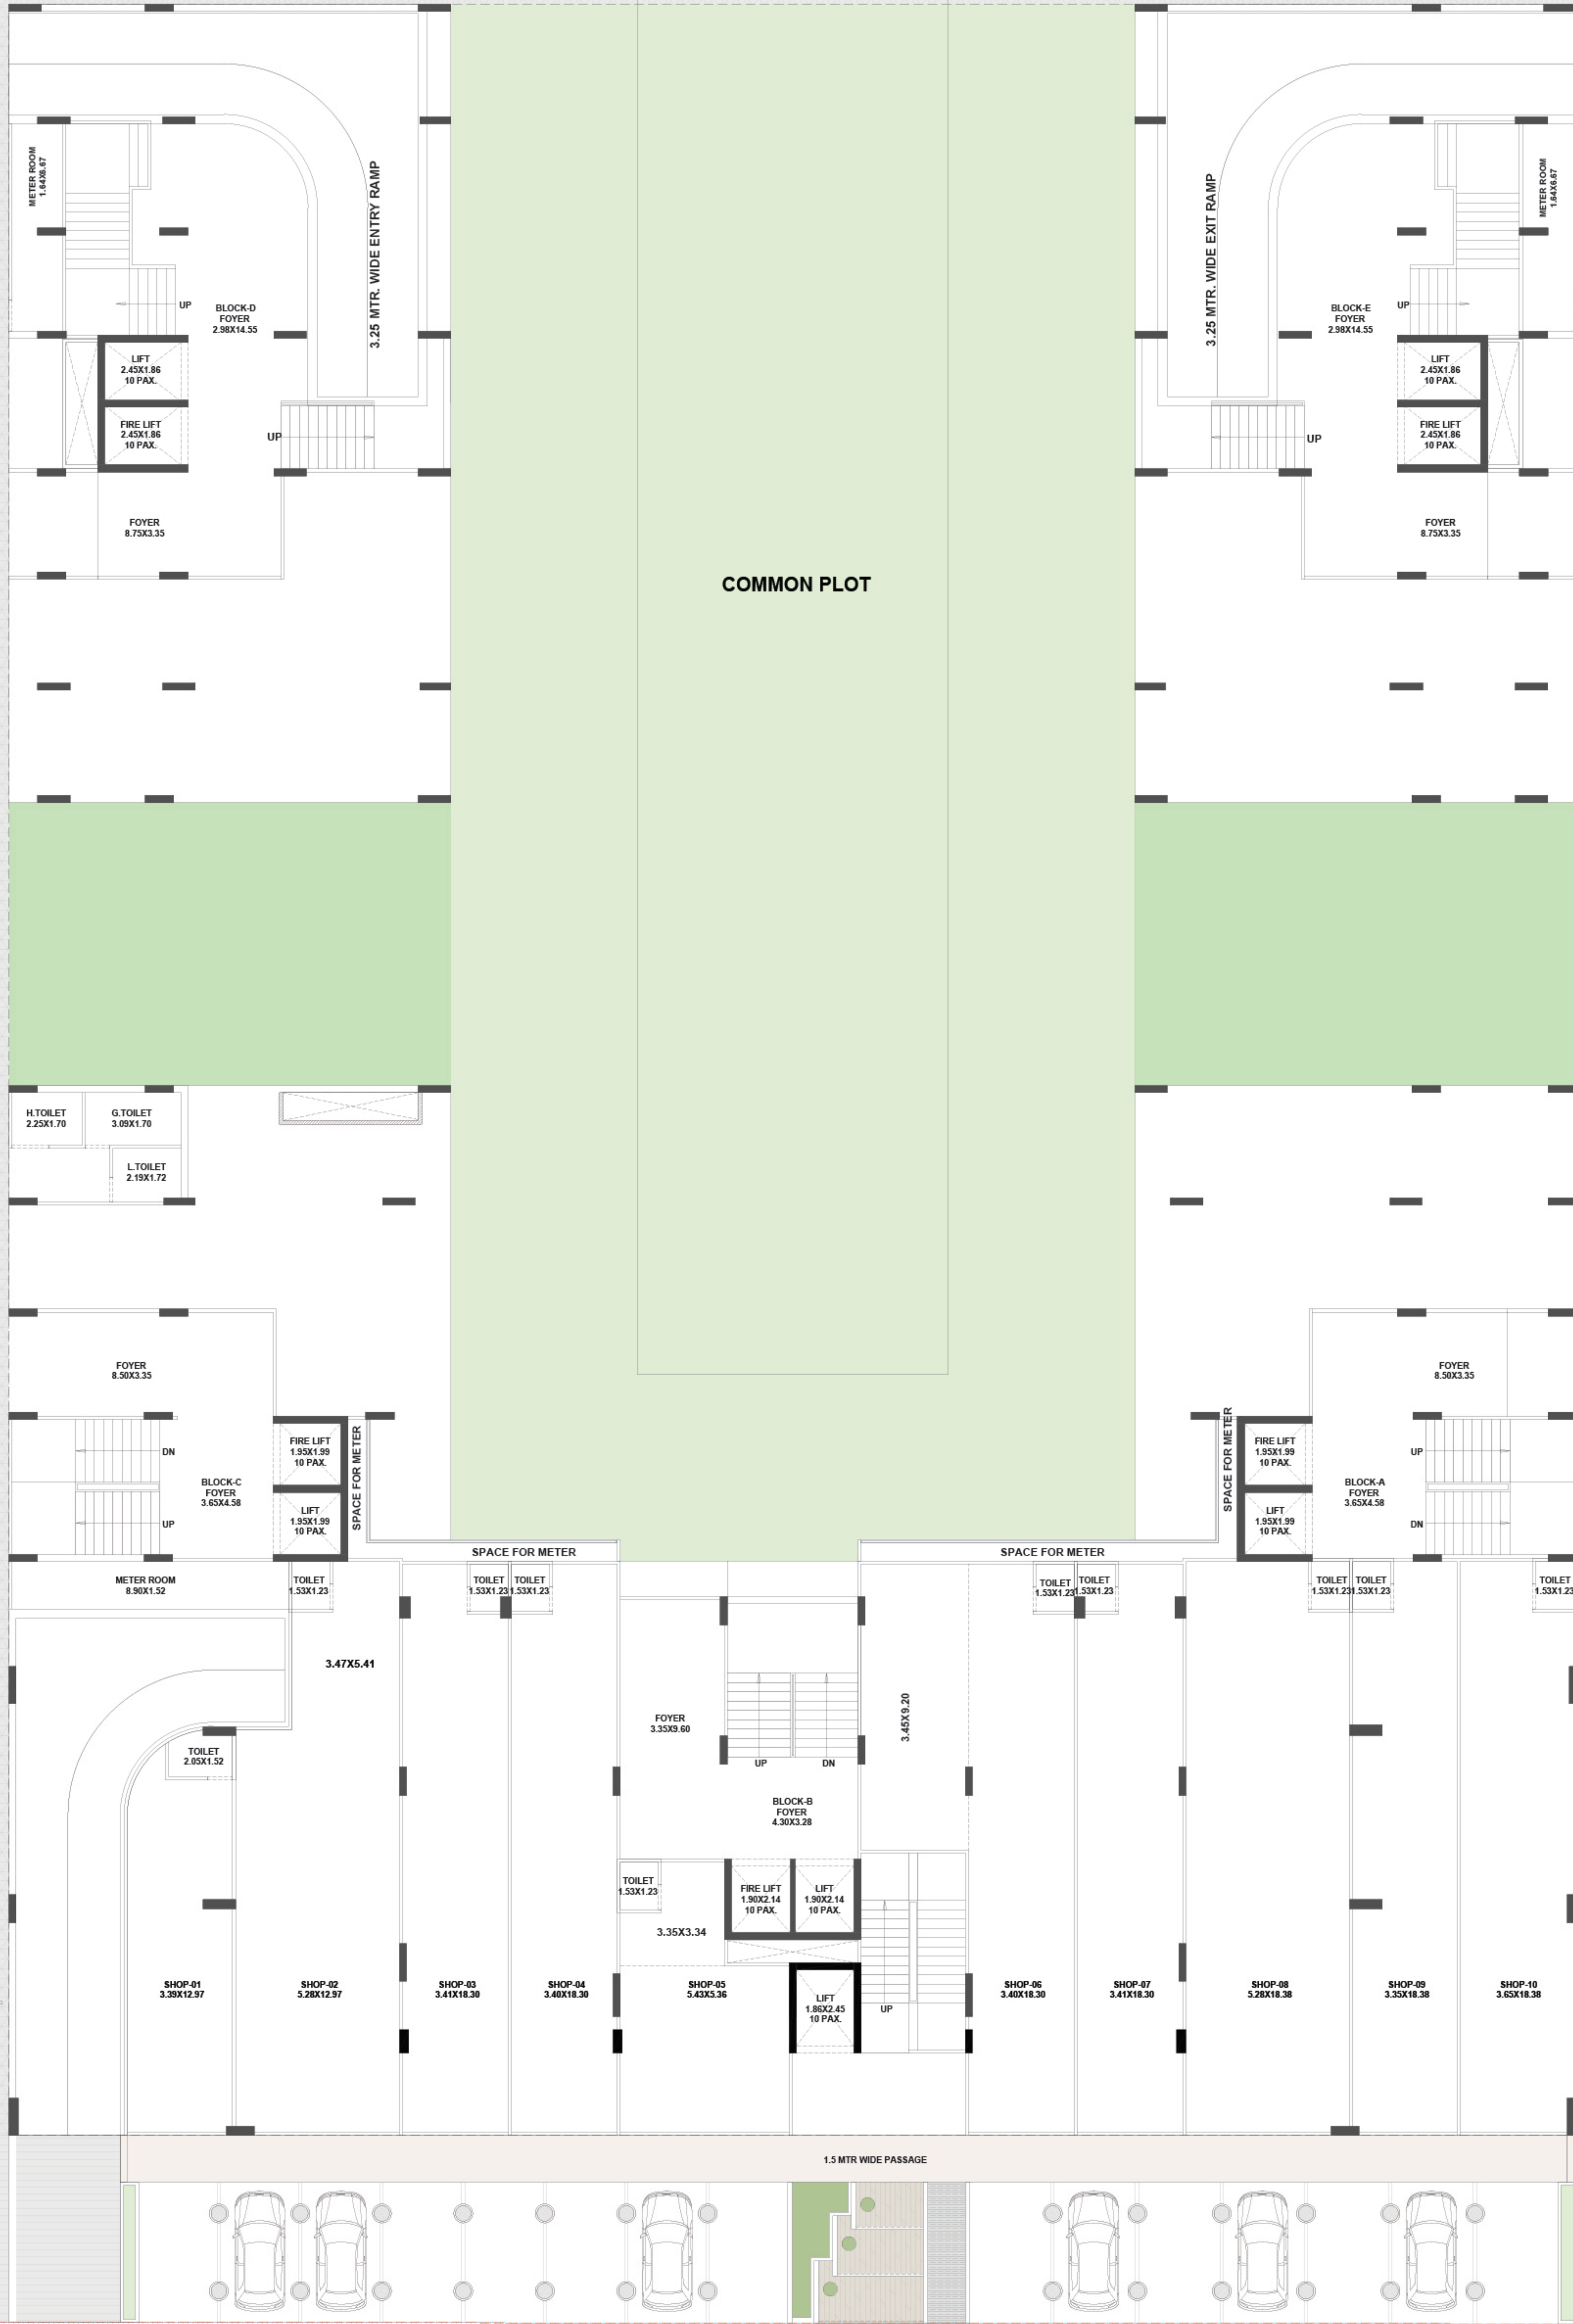 METER ROOM
1.64X6.67
3.25 MTR. WIDE ENTRY RAMP
UP
BLOCK-D
FOYER
2.98X14.55
LIFT
2.45X1.86
10 PAX.
FIRE LIFT
2.45X1.86
10 PAX.
UP
FOYER
8.75X3.35
COMMON PLOT
3.25 MTR. WIDE EXIT RAMP
METER ROOM
1.64X6.67
BLOCK-E
FOYER
2.98X14.55
UP
LIFT
2.45X1.86
10 PAX.
FIRE LIFT
2.45X1.86
10 PAX.
UP
FOYER
8.75X3.35
H.TOILET
2.25X1.70
G.TOILET
3.09X1.70
L.TOILET
2.19X1.72
FOYER
8.50X3.35
DN
UP
BLOCK-C
FOYER
3.65X4.58
FIRE LIFT
1.95X1.99
10 PAX.
LIFT
1.95X1.99
10 PAX.
SPACE FOR METER
SPACE FOR METER
SPACE FOR METER
SPACE FOR METER
FOYER
8.50X3.35
FIRE LIFT
1.95X1.99
10 PAX.
LIFT
1.95X1.99
10 PAX.
BLOCK-A
FOYER
3.65X4.58
UP
DN
METER ROOM
8.90X1.52
TOILET
1.53X1.23
TOILET
1.53X1.23
TOILET
1.53X1.23
TOILET
1.53X1.23
TOILET
1.53X1.23
TOILET
1.53X1.23
TOILET
1.53X1.23
TOILET
1.53X1.23
3.47X5.41
TOILET
2.05X1.52
FOYER
3.35X9.60
UP
DN
3.45X9.20
BLOCK-B
FOYER
4.30X3.28
TOILET
1.53X1.23
3.35X3.34
FIRE LIFT
1.90X2.14
10 PAX.
LIFT
1.90X2.14
10 PAX.
SHOP-01
3.39X12.97
SHOP-02
5.28X12.97
SHOP-03
3.41X18.30
SHOP-04
3.40X18.30
SHOP-05
5.43X5.36
LIFT
1.86X2.45
10 PAX.
UP
SHOP-06
3.40X18.30
SHOP-07
3.41X18.30
SHOP-08
5.28X18.38
SHOP-09
3.35X18.38
SHOP-10
3.65X18.38
1.5 MTR WIDE PASSAGE